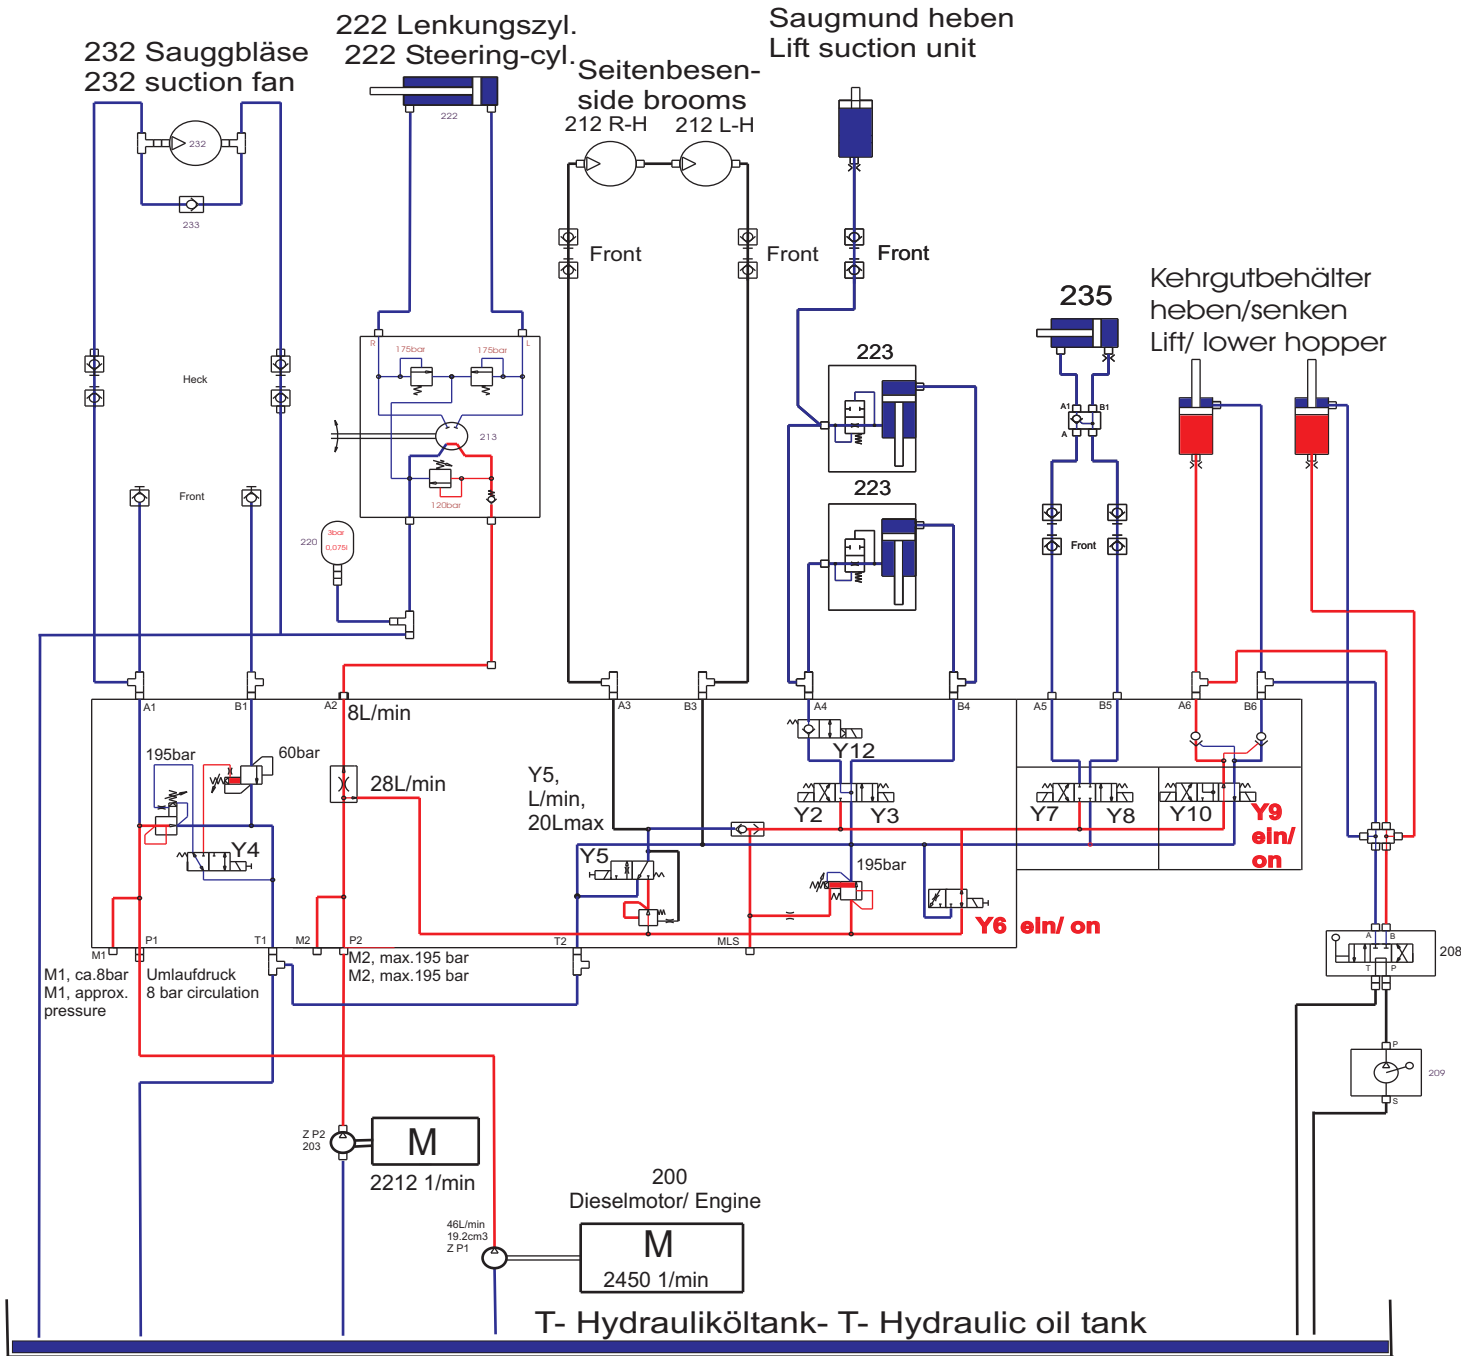 232 Sauggbläse
232 suction fan
222 Lenkungszyl.
222 Steering-cyl.
Seitenbesen-
side brooms
212 R-H
212 L-H
Saugmund heben
Lift suction unit
232
233
222
Front
Front
Front
235
Kehrgutbehälter
heben/senken
Lift/ lower hopper
R
L
175bar
175bar
Heck
213
120bar
Front
220
3bar
0,075l
223
223
A1
B1
A
Front
A1
B1
A2
8L/min
A3
B3
A4
B4
A5
B5
A6
B6
195bar
60bar
28L/min
Y4
Y5,
L/min,
20Lmax
Y5
Y12
Y2
Y3
195bar
Y7
Y8
Y10
Y9
ein/
on
Y6 ein/ on
M1
P1
T1
M2
P2
T2
MLS
M1, ca.8bar
M1, approx.
pressure
Umlaufdruck
8 bar circulation
M2, max.195 bar
M2, max.195 bar
A
B
T
P
208
P
S
209
Z P2
203
M
2212 1/min
46L/min
19.2cm3
Z P1
200
Dieselmotor/ Engine
M
2450 1/min
T- Hydrauliköltank- T- Hydraulic oil tank